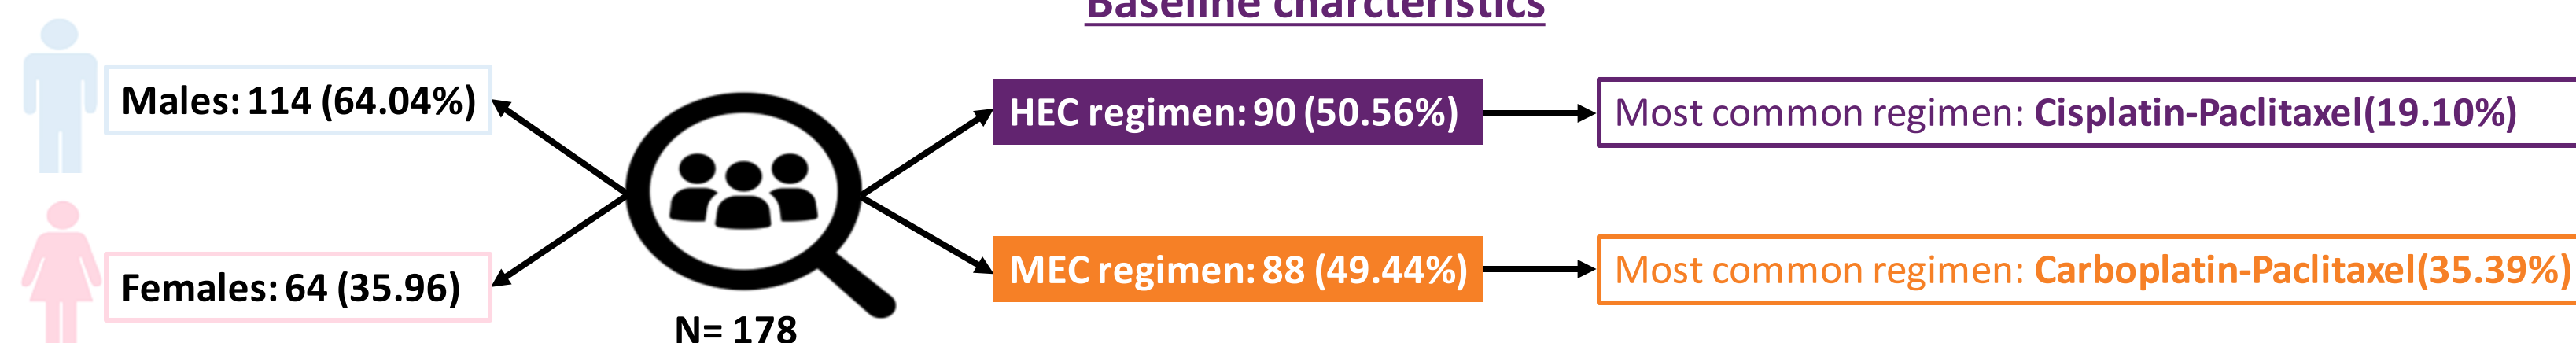 Baseline charcteristics
Males: 114 (64.04%)
Females: 64 (35.96)
N= 178
HEC regimen: 90 (50.56%)
Most common regimen: Cisplatin-Paclitaxel(19.10%)
MEC regimen: 88 (49.44%)
Most common regimen: Carboplatin-Paclitaxel(35.39%)